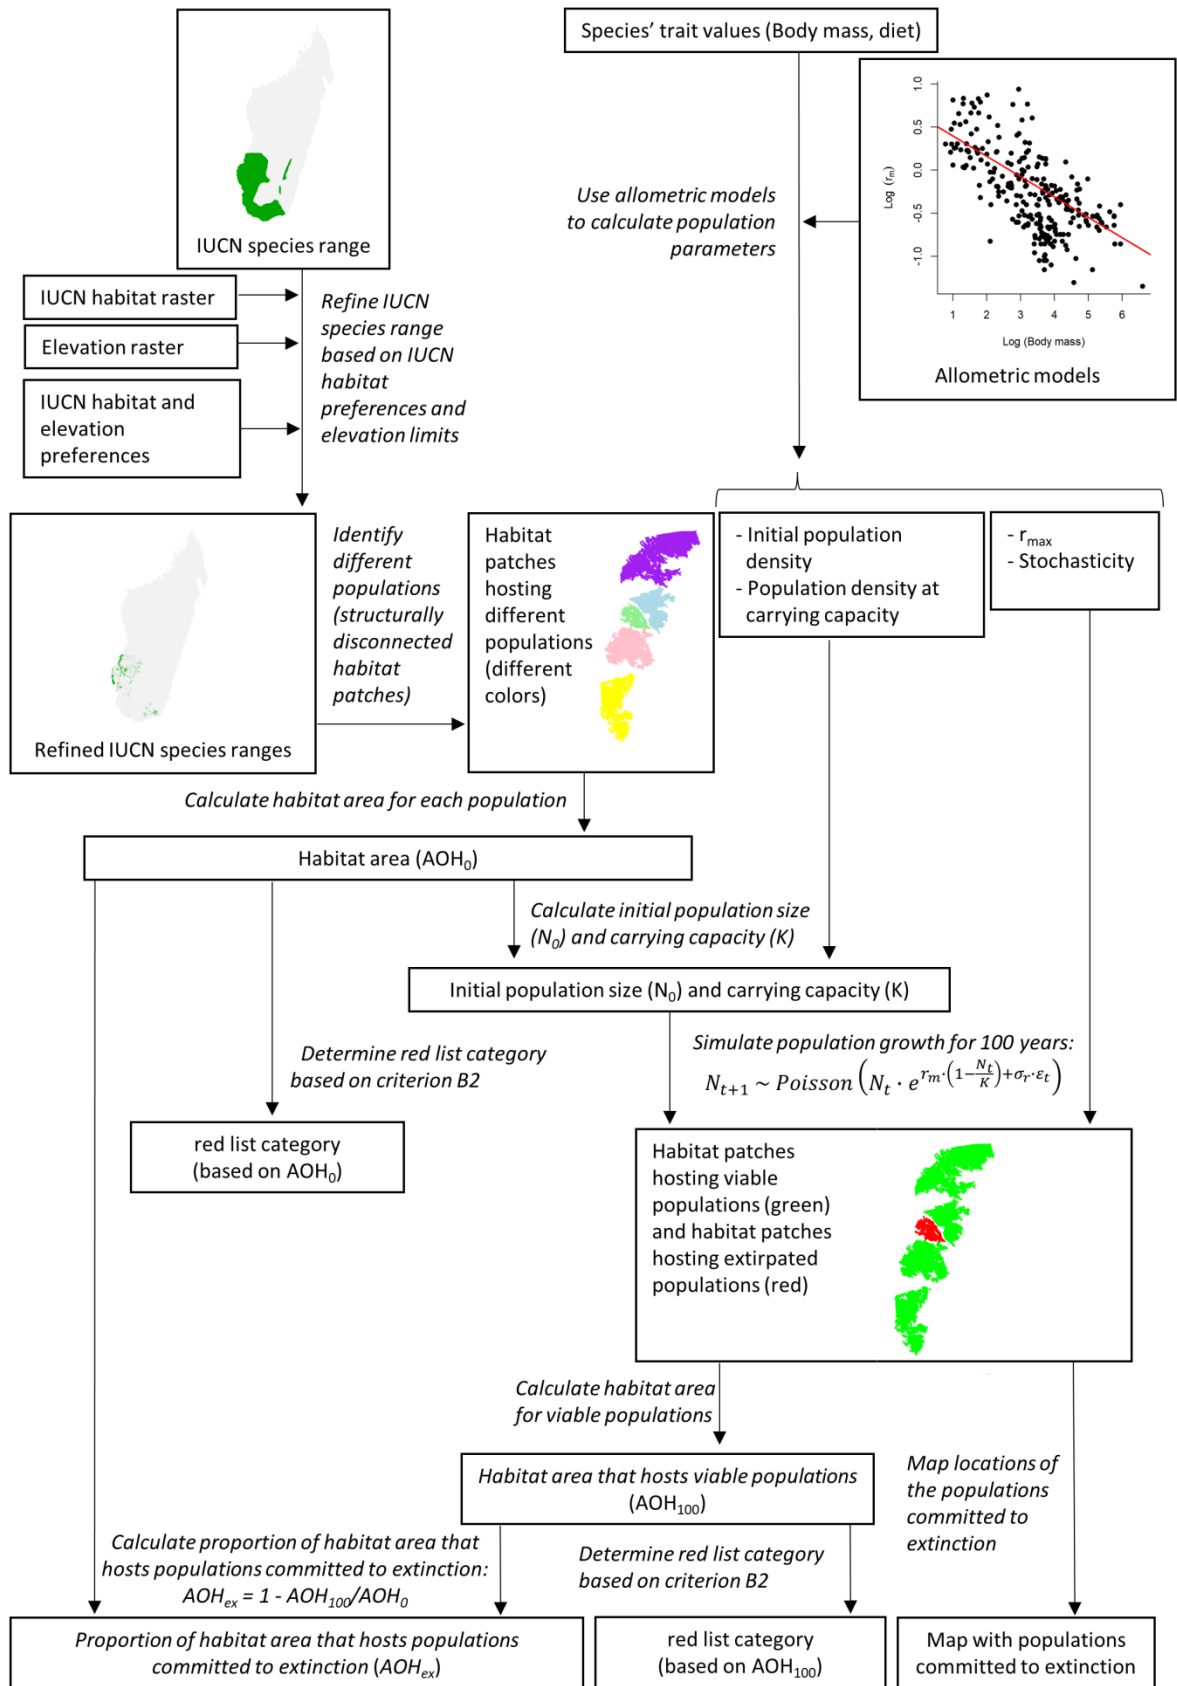 Species' trait values (Body mass, diet)
IUCN species range
1.0
0.5
0.0
-0.5
-1.0
Log (rm)
1 2 3 4 5 6
Log (Body mass)
Allometric models
Use allometric models
to calculate population
parameters
IUCN habitat raster
Elevation raster
IUCN habitat and
elevation
preferences
Refine IUCN
species range
based on IUCN
habitat
preferences and
elevation limits
Refined IUCN species ranges
Identify
different
populations
(structurally
disconnected
habitat
patches)
Habitat
patches
hosting
different
populations
(different
colors)
- Initial population
density
- Population density at
carrying capacity
- rmax
- Stochasticity
Calculate habitat area for each population
Habitat area (AOH0)
Calculate initial population size
(N0) and carrying capacity (K)
Initial population size (N0) and carrying capacity (K)
Determine red list category
based on criterion B2
red list category
(based on AOH0)
Simulate population growth for 100 years:
Nt+1 ~ Poisson (Nt · e^(rm·(1−Nt/K)+σr·εt))
Habitat patches
hosting viable
populations (green)
and habitat patches
hosting extirpated
populations (red)
Calculate habitat area
for viable populations
Habitat area that hosts viable populations
(AOH100)
Map locations of
the populations
committed to
extinction
Calculate proportion of habitat area that
hosts populations committed to extinction:
AOHex = 1 - AOH100/AOH0
Determine red list category
based on criterion B2
Proportion of habitat area that hosts populations
committed to extinction (AOHex)
red list category
(based on AOH100)
Map with populations
committed to extinction